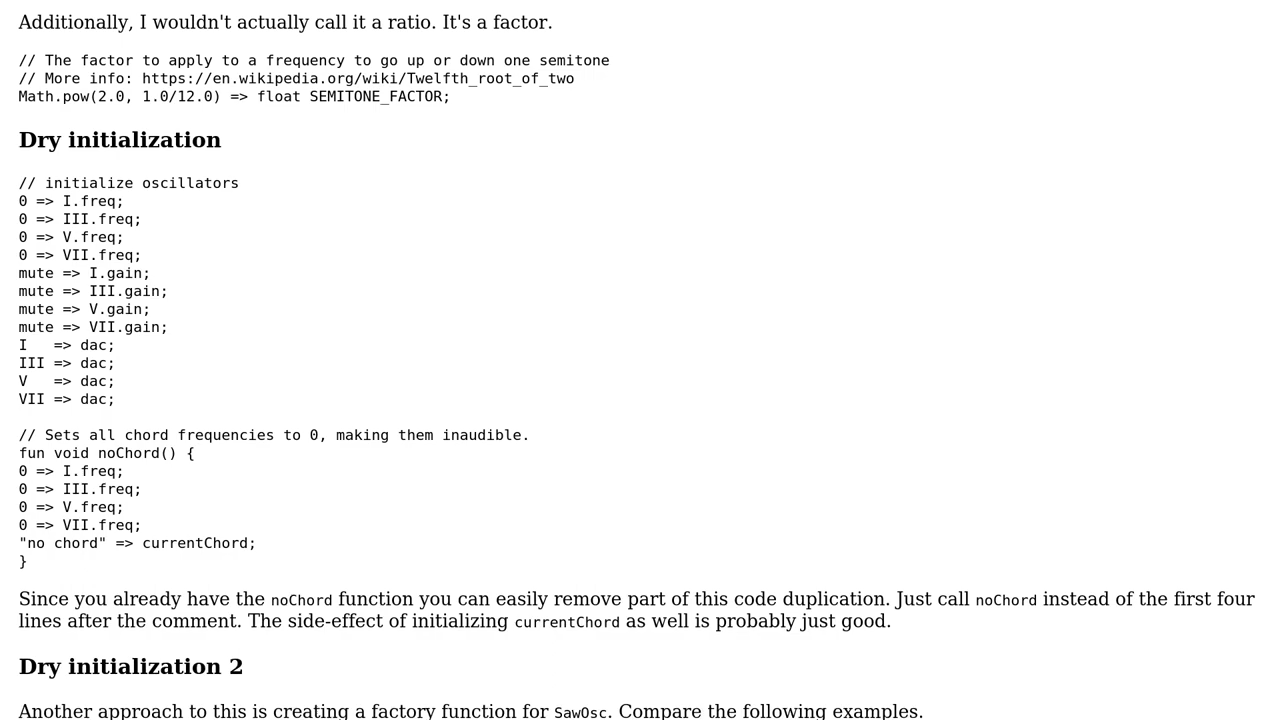 Additionally, I wouldn't actually call it a ratio. It's a factor.
// The factor to apply to a frequency to go up or down one semitone
// More info: https://en.wikipedia.org/wiki/Twelfth_root_of_two
Math.pow(2.0, 1.0/12.0) => float SEMITONE_FACTOR;
Dry initialization
// initialize oscillators
0 => I.freq;
0 => III.freq;
0 => V.freq;
0 => VII.freq;
mute => I.gain;
mute => III.gain;
mute => V.gain;
mute => VII.gain;
I   => dac;
III => dac;
V   => dac;
VII => dac;
// Sets all chord frequencies to 0, making them inaudible.
fun void noChord() {
0 => I.freq;
0 => III.freq;
0 => V.freq;
0 => VII.freq;
"no chord" => currentChord;
}
Since you already have the noChord function you can easily remove part of this code duplication. Just call noChord instead of the first four
lines after the comment. The side-effect of initializing currentChord as well is probably just good.
Dry initialization 2
Another approach to this is creating a factory function for SawOsc. Compare the following examples.